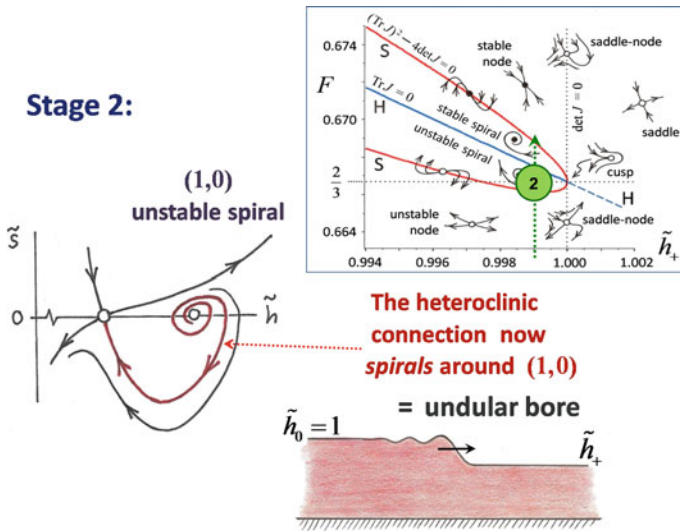 Stage 2:
(1,0)
unstable spiral
s̃
0
h̃
0.674
F
0.670
2/3
0.664
0.994
0.996
0.998
1.000
1.002
h̃₊
(Tr J)² − 4det J = 0
S
Tr J = 0
H
S
stable node
stable spiral
unstable spiral
unstable node
2
det J = 0
saddle-node
saddle
cusp
H
saddle-node
The heteroclinic
connection now
spirals around (1,0)
= undular bore
h̃₀ = 1
h̃₊